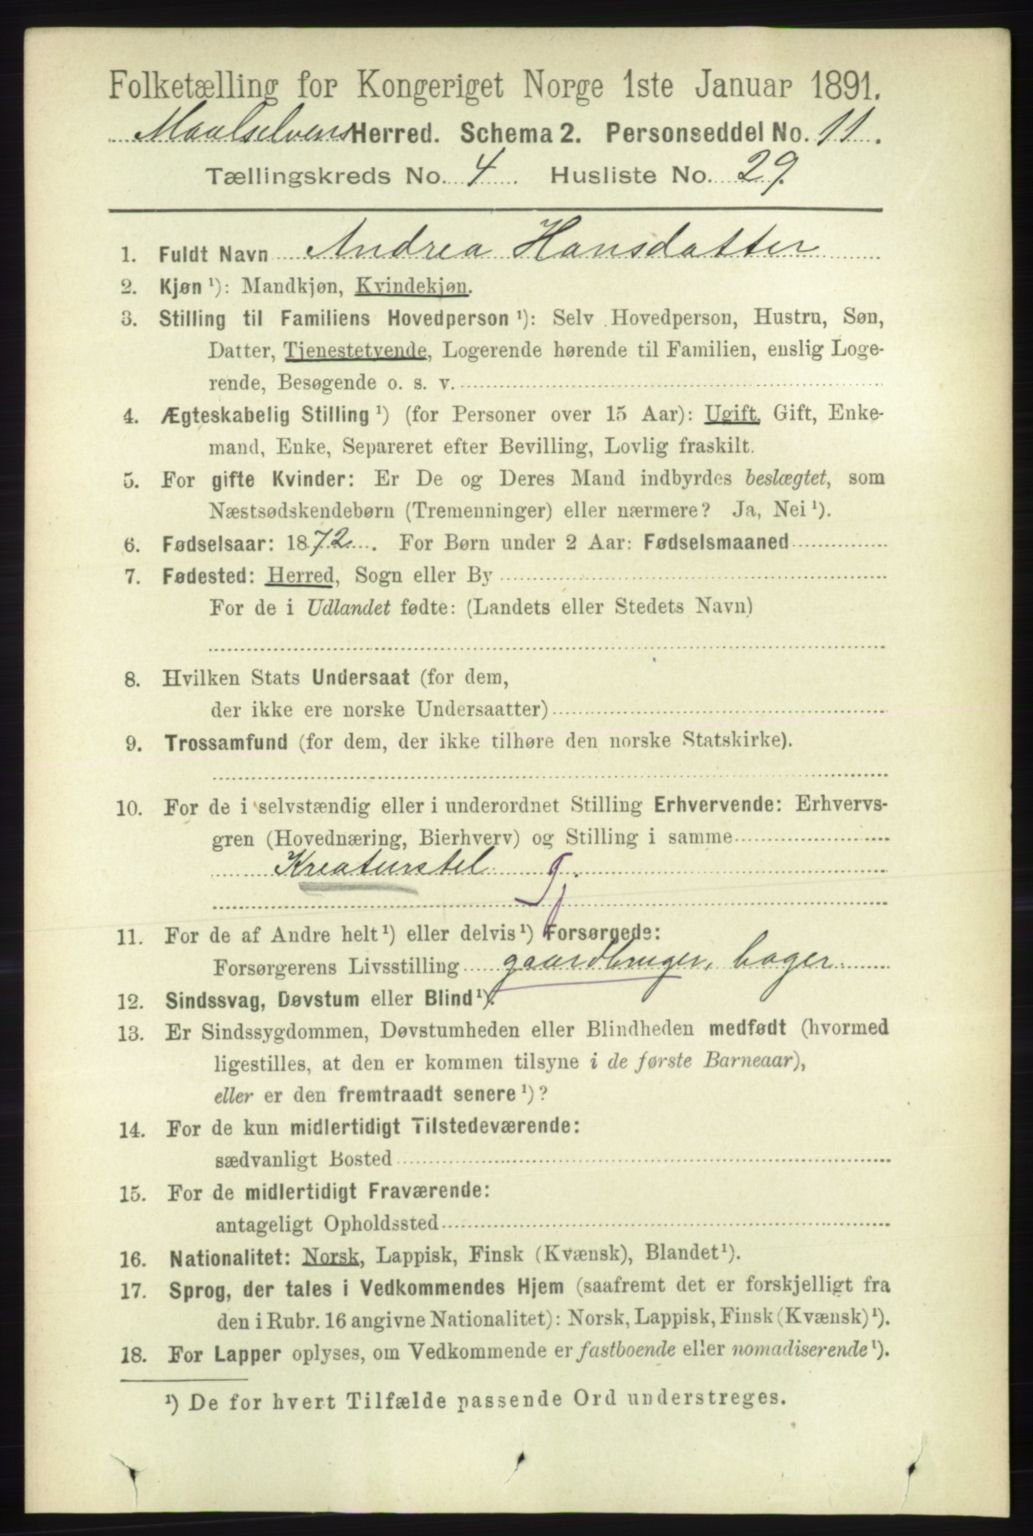 Folketælling for Kongeriget Norge 1ste Januar 1891.
Maalselvens Herred. Schema 2. Personseddel No. 11.
Tællingskreds No. 4. Husliste No. 29.
1. Fuldt Navn Andrea Hansdatter
2. Kjøn ¹): Mandkjøn, Kvindekjøn.
3. Stilling til Familiens Hovedperson ¹): Selv Hovedperson, Hustru, Søn,
Datter, Tjenestetyende, Logerende hørende til Familien, enslig Loge-
rende, Besøgende o. s. v.
4. Ægteskabelig Stilling ¹) (for Personer over 15 Aar): Ugift, Gift, Enke-
mand, Enke, Separeret efter Bevilling, Lovlig fraskilt.
5. For gifte Kvinder: Er De og Deres Mand indbyrdes beslægtet, som
Næstsødskendebørn (Tremenninger) eller nærmere? Ja, Nei ¹).
6. Fødselsaar: 1872. For Børn under 2 Aar: Fødselsmaaned
7. Fødested: Herred, Sogn eller By
For de i Udlandet fødte: (Landets eller Stedets Navn)
8. Hvilken Stats Undersaat (for dem,
der ikke ere norske Undersaatter)
9. Trossamfund (for dem, der ikke tilhøre den norske Statskirke).
10. For de i selvstændig eller i underordnet Stilling Erhvervende: Erhvervs-
gren (Hovednæring, Bierhverv) og Stilling i samme
Kreaturstel
11. For de af Andre helt ¹) eller delvis ¹) Forsørgede:
Forsørgerens Livsstilling gaardbruger,
12. Sindssvag, Døvstum eller Blind ¹).
13. Er Sindssygdommen, Døvstumheden eller Blindheden medfødt (hvormed
ligestilles, at den er kommen tilsyne i de første Barneaar),
eller er den fremtraadt senere ¹)?
14. For de kun midlertidigt Tilstedeværende:
sædvanligt Bosted
15. For de midlertidigt Fraværende:
antageligt Opholdssted
16. Nationalitet: Norsk, Lappisk, Finsk (Kvænsk), Blandet ¹).
17. Sprog, der tales i Vedkommendes Hjem (saafremt det er forskjelligt fra
den i Rubr. 16 angivne Nationalitet): Norsk, Lappisk, Finsk (Kvænsk) ¹).
18. For Lapper oplyses, om Vedkommende er fastboende eller nomadiserende ¹).
¹) De for hvert Tilfælde passende Ord understreges.